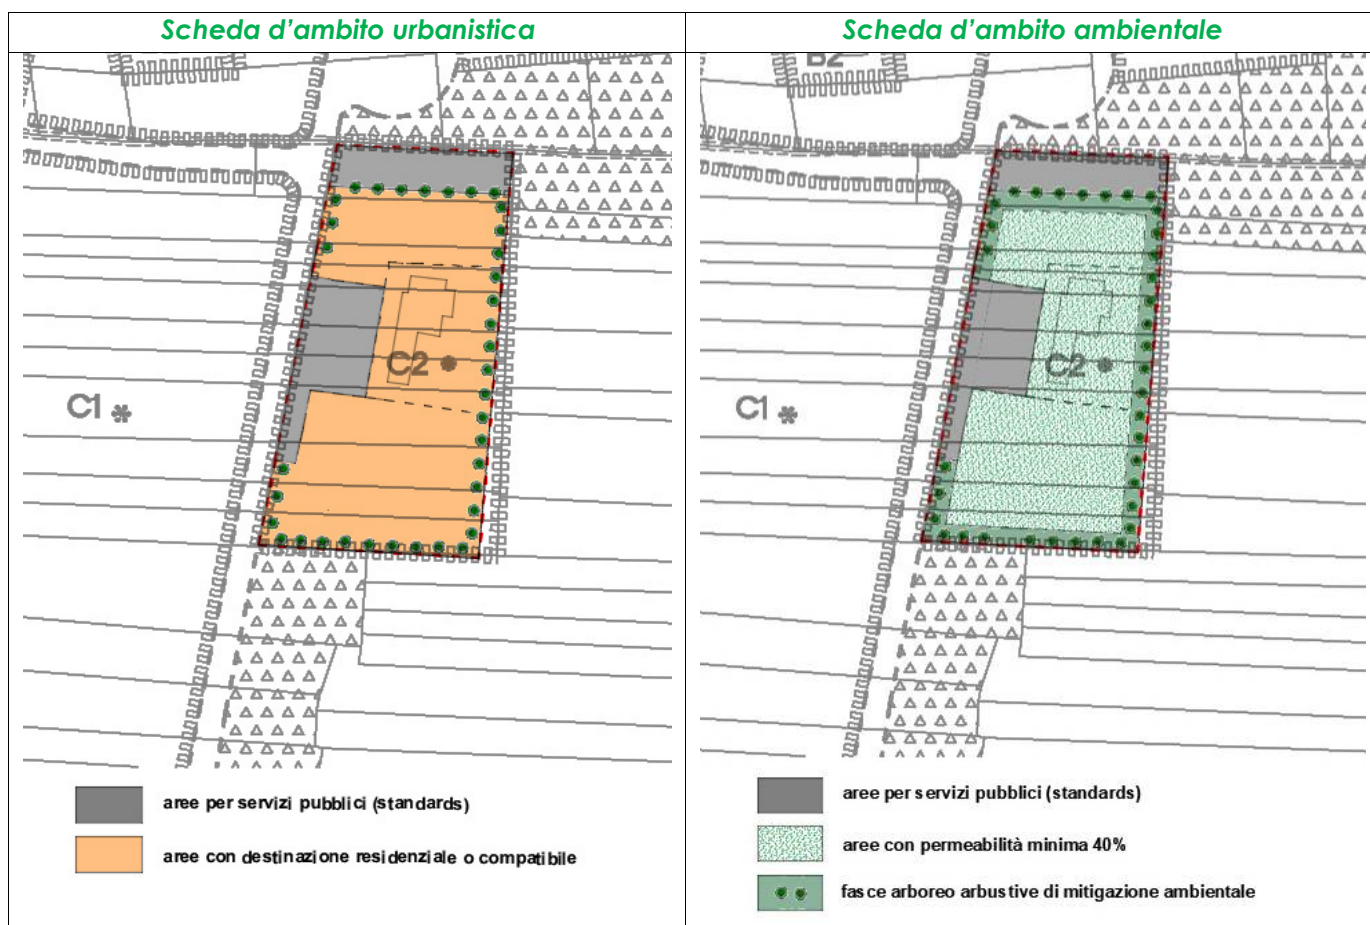 Scheda d'ambito urbanistica
C2
C1
aree per servizi pubblici (standards)
aree con destinazione residenziale o compatibile
Scheda d'ambito ambientale
B2
C2
C1
aree per servizi pubblici (standards)
aree con permeabilità minima 40%
fasce arboreo arbustive di mitigazione ambientale